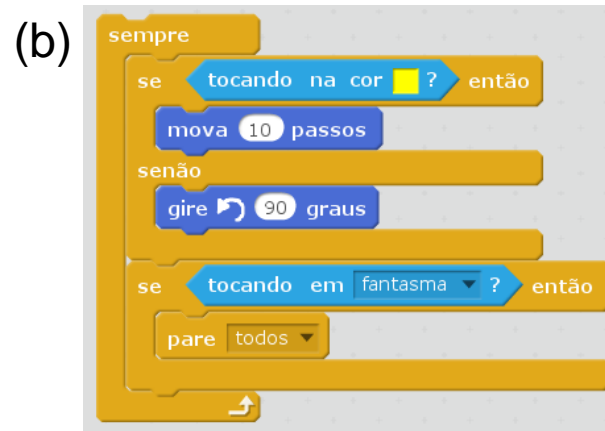 (b)
sempre
se tocando na cor ? então
mova 10 passos
senão
gire 90 graus
se tocando em fantasma ? então
pare todos